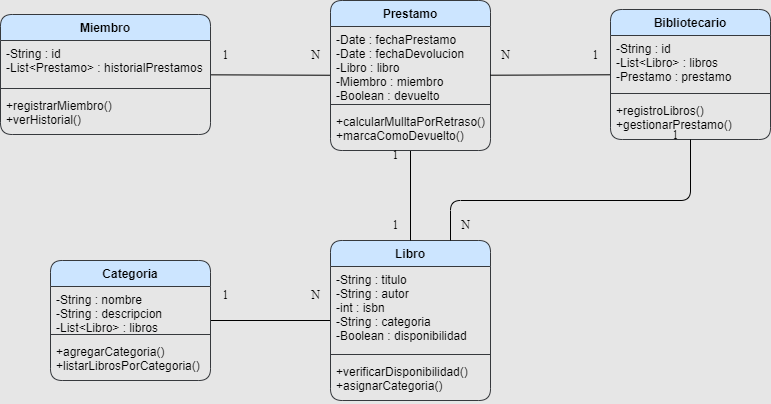 Miembro
-String : id
-List<Prestamo> : historialPrestamos
+registrarMiembro()
+verHistorial()
1
N
Prestamo
-Date : fechaPrestamo
-Date : fechaDevolucion
-Libro : libro
-Miembro : miembro
-Boolean : devuelto
+calcularMulltaPorRetraso()
+marcaComoDevuelto()
N
1
Bibliotecario
-String : id
-List<Libro> : libros
-Prestamo : prestamo
+registroLibros()
+gestionarPrestamo()
1
1
1
N
Categoria
-String : nombre
-String : descripcion
-List<Libro> : libros
+agregarCategoria()
+listarLibrosPorCategoria()
1
N
Libro
-String : titulo
-String : autor
-int : isbn
-String : categoria
-Boolean : disponibilidad
+verificarDisponibilidad()
+asignarCategoria()